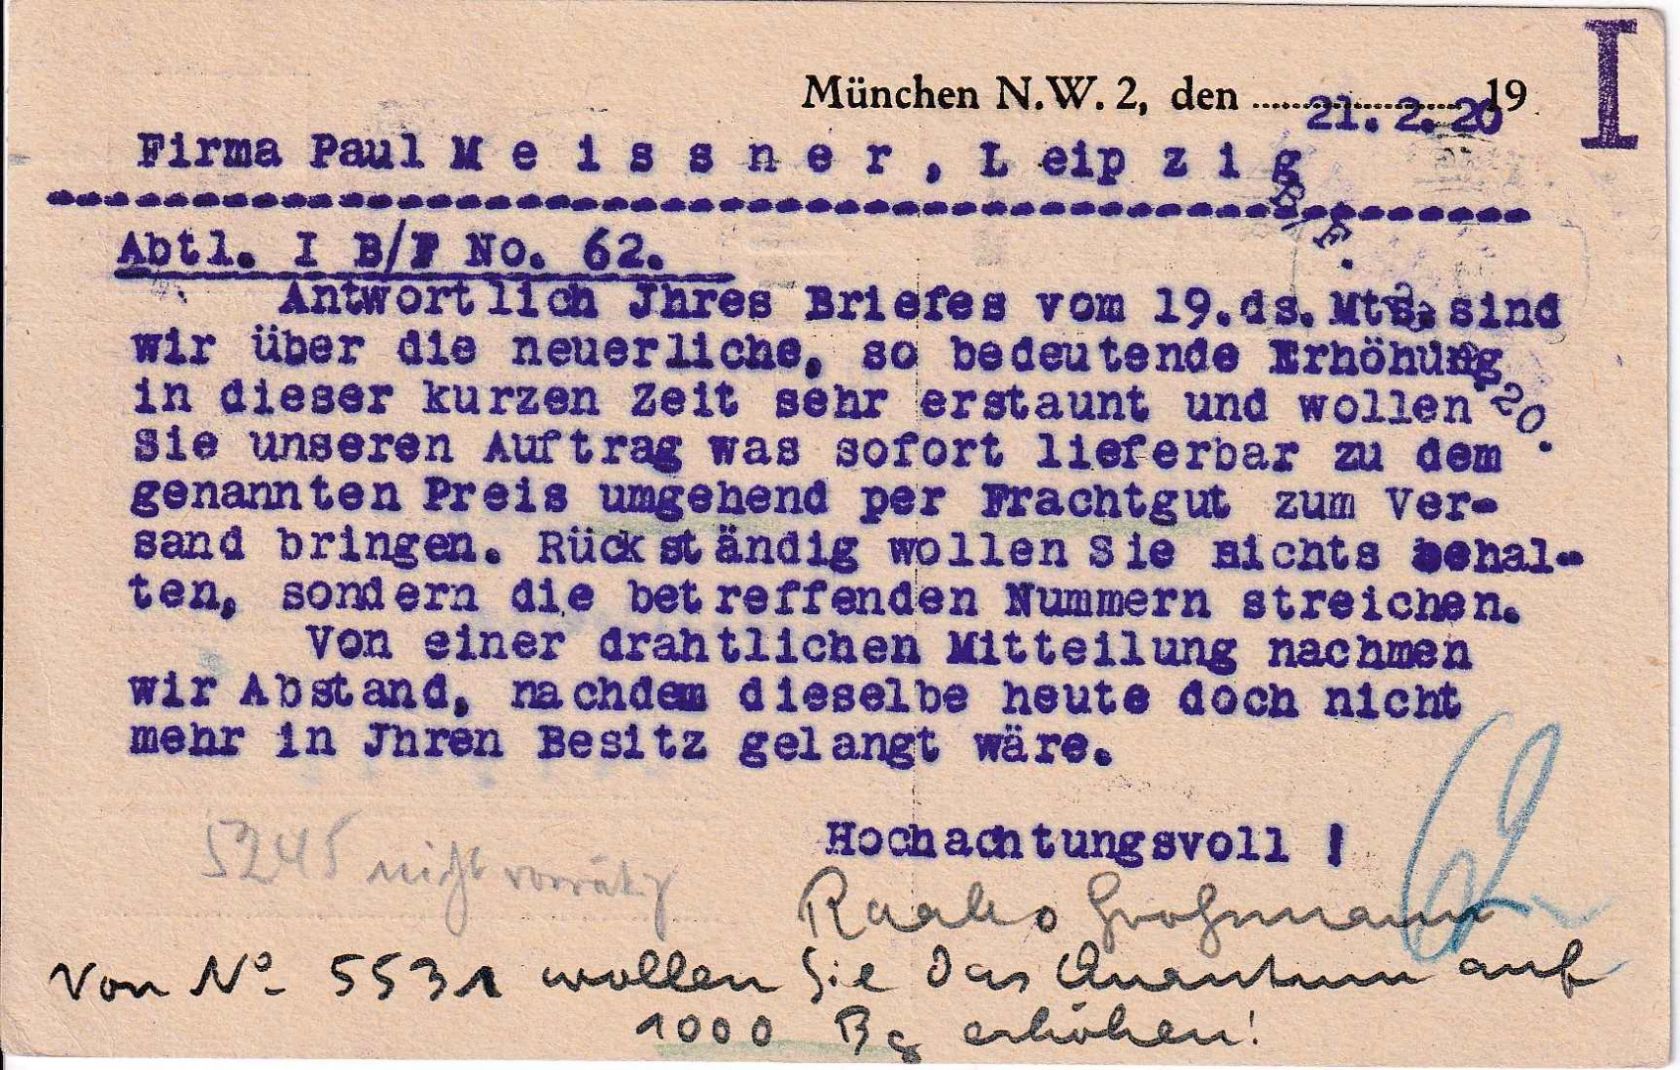 I
München N.W. 2, den 21. 2. 20 19
Firma Paul M e i s s n e r , L eip z i g
Abtl. I B/F No. 62.
Antwortlich Jhres Briefes vom 19.ds.Mts. sind
wir über die neuerliche, so bedeutende Erhöhung
in dieser kurzen Zeit sehr erstaunt und wollen
Sie unseren Auftrag was sofort lieferbar zu dem
genannten Preis umgehend per Frachtgut zum Ver-
sand bringen. Rückständig wollen Sie nichts behal-
ten, sondern die betreffenden Nummern streichen.
Von einer drahtlichen Mitteilung nachmen
wir Abstand, nachdem dieselbe heute doch nicht
mehr in Jhren Besitz gelangt wäre.
Hochachtungsvoll !
5245 nicht vorrätig
Großmann
Von No 5531 wollen Sie das Quantum auf
1000 Bg erhöhen!